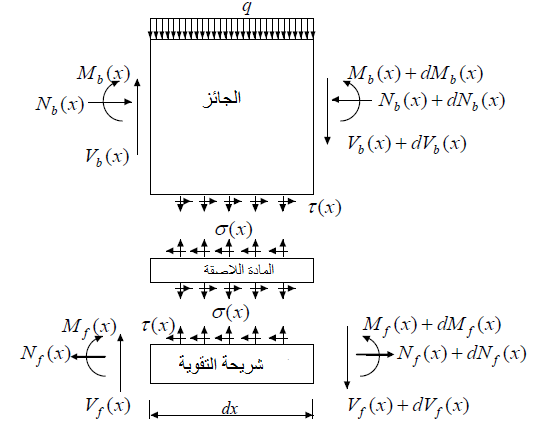 q
M_b(x)
M_b(x)+dM_b(x)
N_b(x)
الجائز
N_b(x)+dN_b(x)
V_b(x)
V_b(x)+dV_b(x)
τ(x)
σ(x)
المادة اللاصقة
σ(x)
M_f(x)
τ(x)
M_f(x)+dM_f(x)
N_f(x)
شريحة التقوية
N_f(x)+dN_f(x)
V_f(x)
dx
V_f(x)+dV_f(x)